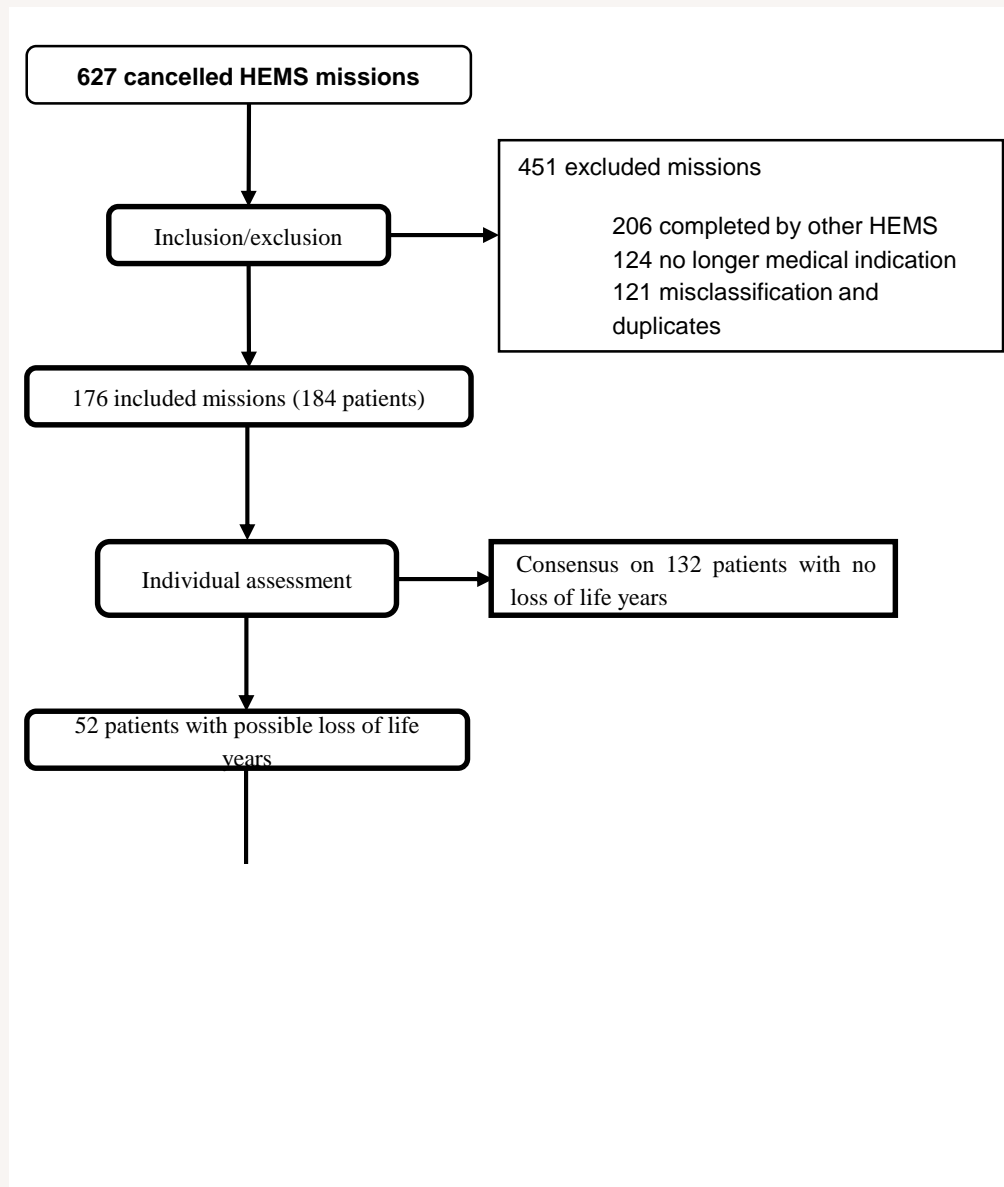 627 cancelled HEMS missions
451 excluded missions
206 completed by other HEMS
124 no longer medical indication
121 misclassification and
duplicates
Inclusion/exclusion
176 included missions (184 patients)
Individual assessment
Consensus on 132 patients with no
loss of life years
52 patients with possible loss of life
years